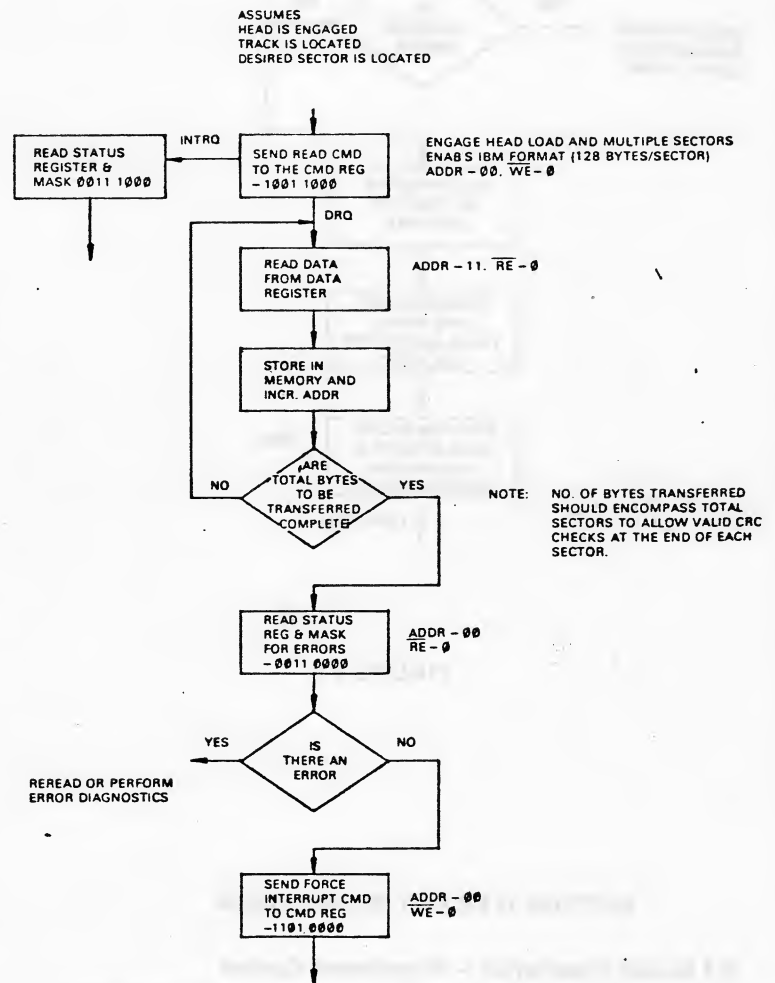 ASSUMES
HEAD IS ENGAGED
TRACK IS LOCATED
DESIRED SECTOR IS LOCATED
READ STATUS
REGISTER &
MASK 0011 1000
INTRQ
SEND READ CMD
TO THE CMD REG
- 1001 1000
ENGAGE HEAD LOAD AND MULTIPLE SECTORS
ENABS IBM FORMAT (128 BYTES/SECTOR)
ADDR - 00, WE - 0
DRQ
READ DATA
FROM DATA
REGISTER
ADDR - 11. RE - 0
STORE IN
MEMORY AND
INCR. ADDR
ARE
TOTAL BYTES
TO BE
TRANSFERRED
COMPLETE
NO
YES
NOTE: NO. OF BYTES TRANSFERRED
SHOULD ENCOMPASS TOTAL
SECTORS TO ALLOW VALID CRC
CHECKS AT THE END OF EACH
SECTOR.
READ STATUS
REG & MASK
FOR ERRORS
- 0011 0000
ADDR - 00
RE - 0
YES
IS
THERE AN
ERROR
NO
REREAD OR PERFORM
ERROR DIAGNOSTICS
SEND FORCE
INTERRUPT CMD
TO CMD REG
-1101 0000
ADDR - 00
WE - 0